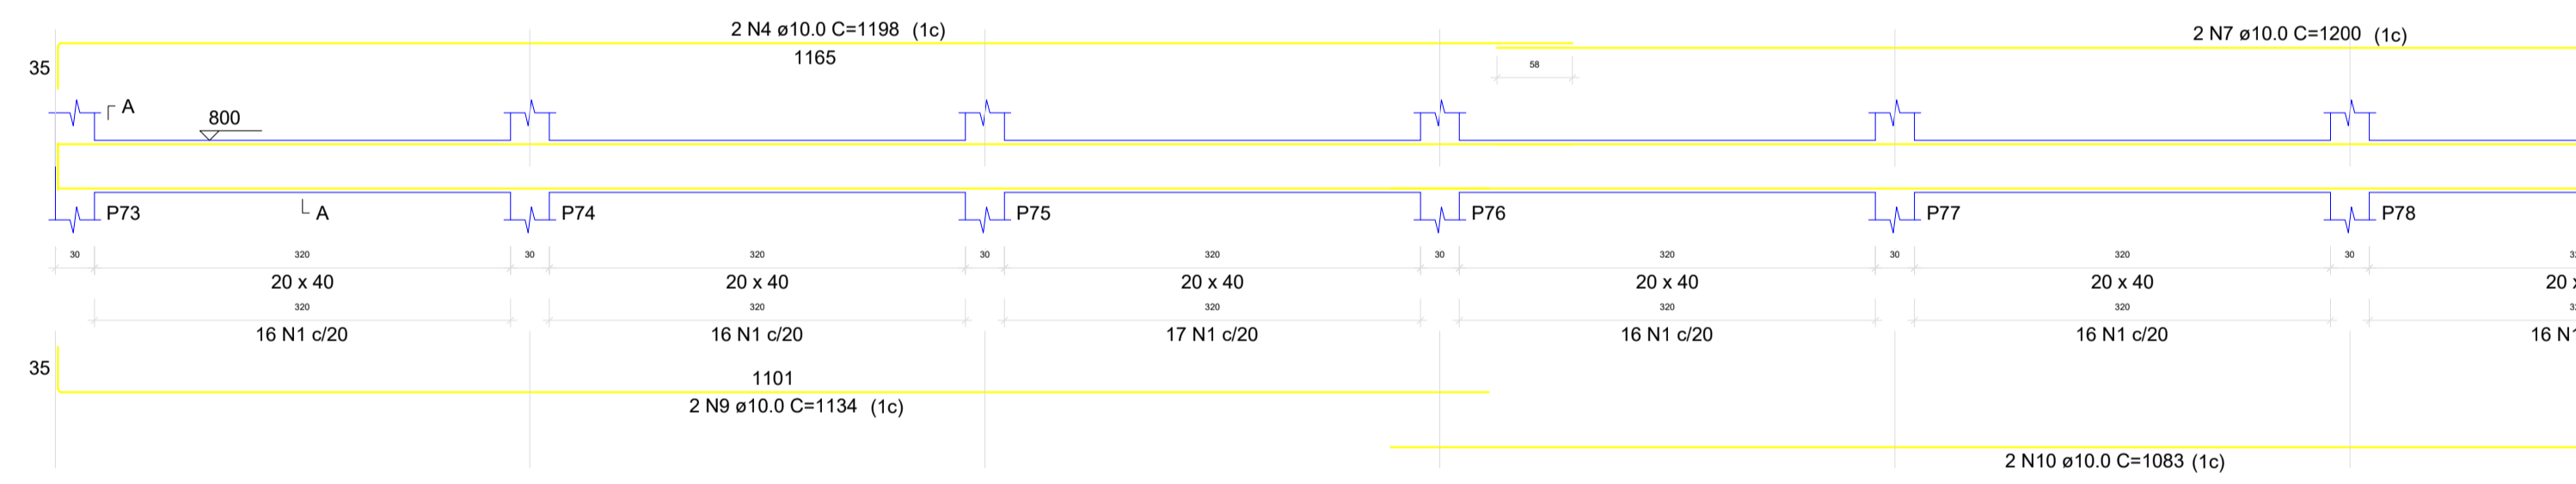 2 N4 ø10.0 C=1198 (1c)
2 N7 ø10.0 C=1200 (1c)
1165
35
58
A
800
P73
A
P74
P75
P76
P77
P78
30 320 30 320 30 320 30 320 30 320 30
20 x 40 20 x 40 20 x 40 20 x 40 20 x 40 20
320 320 320 320 320
16 N1 c/20 16 N1 c/20 17 N1 c/20 16 N1 c/20 16 N1 c/20 16 N1
35
1101
2 N9 ø10.0 C=1134 (1c)
2 N10 ø10.0 C=1083 (1c)